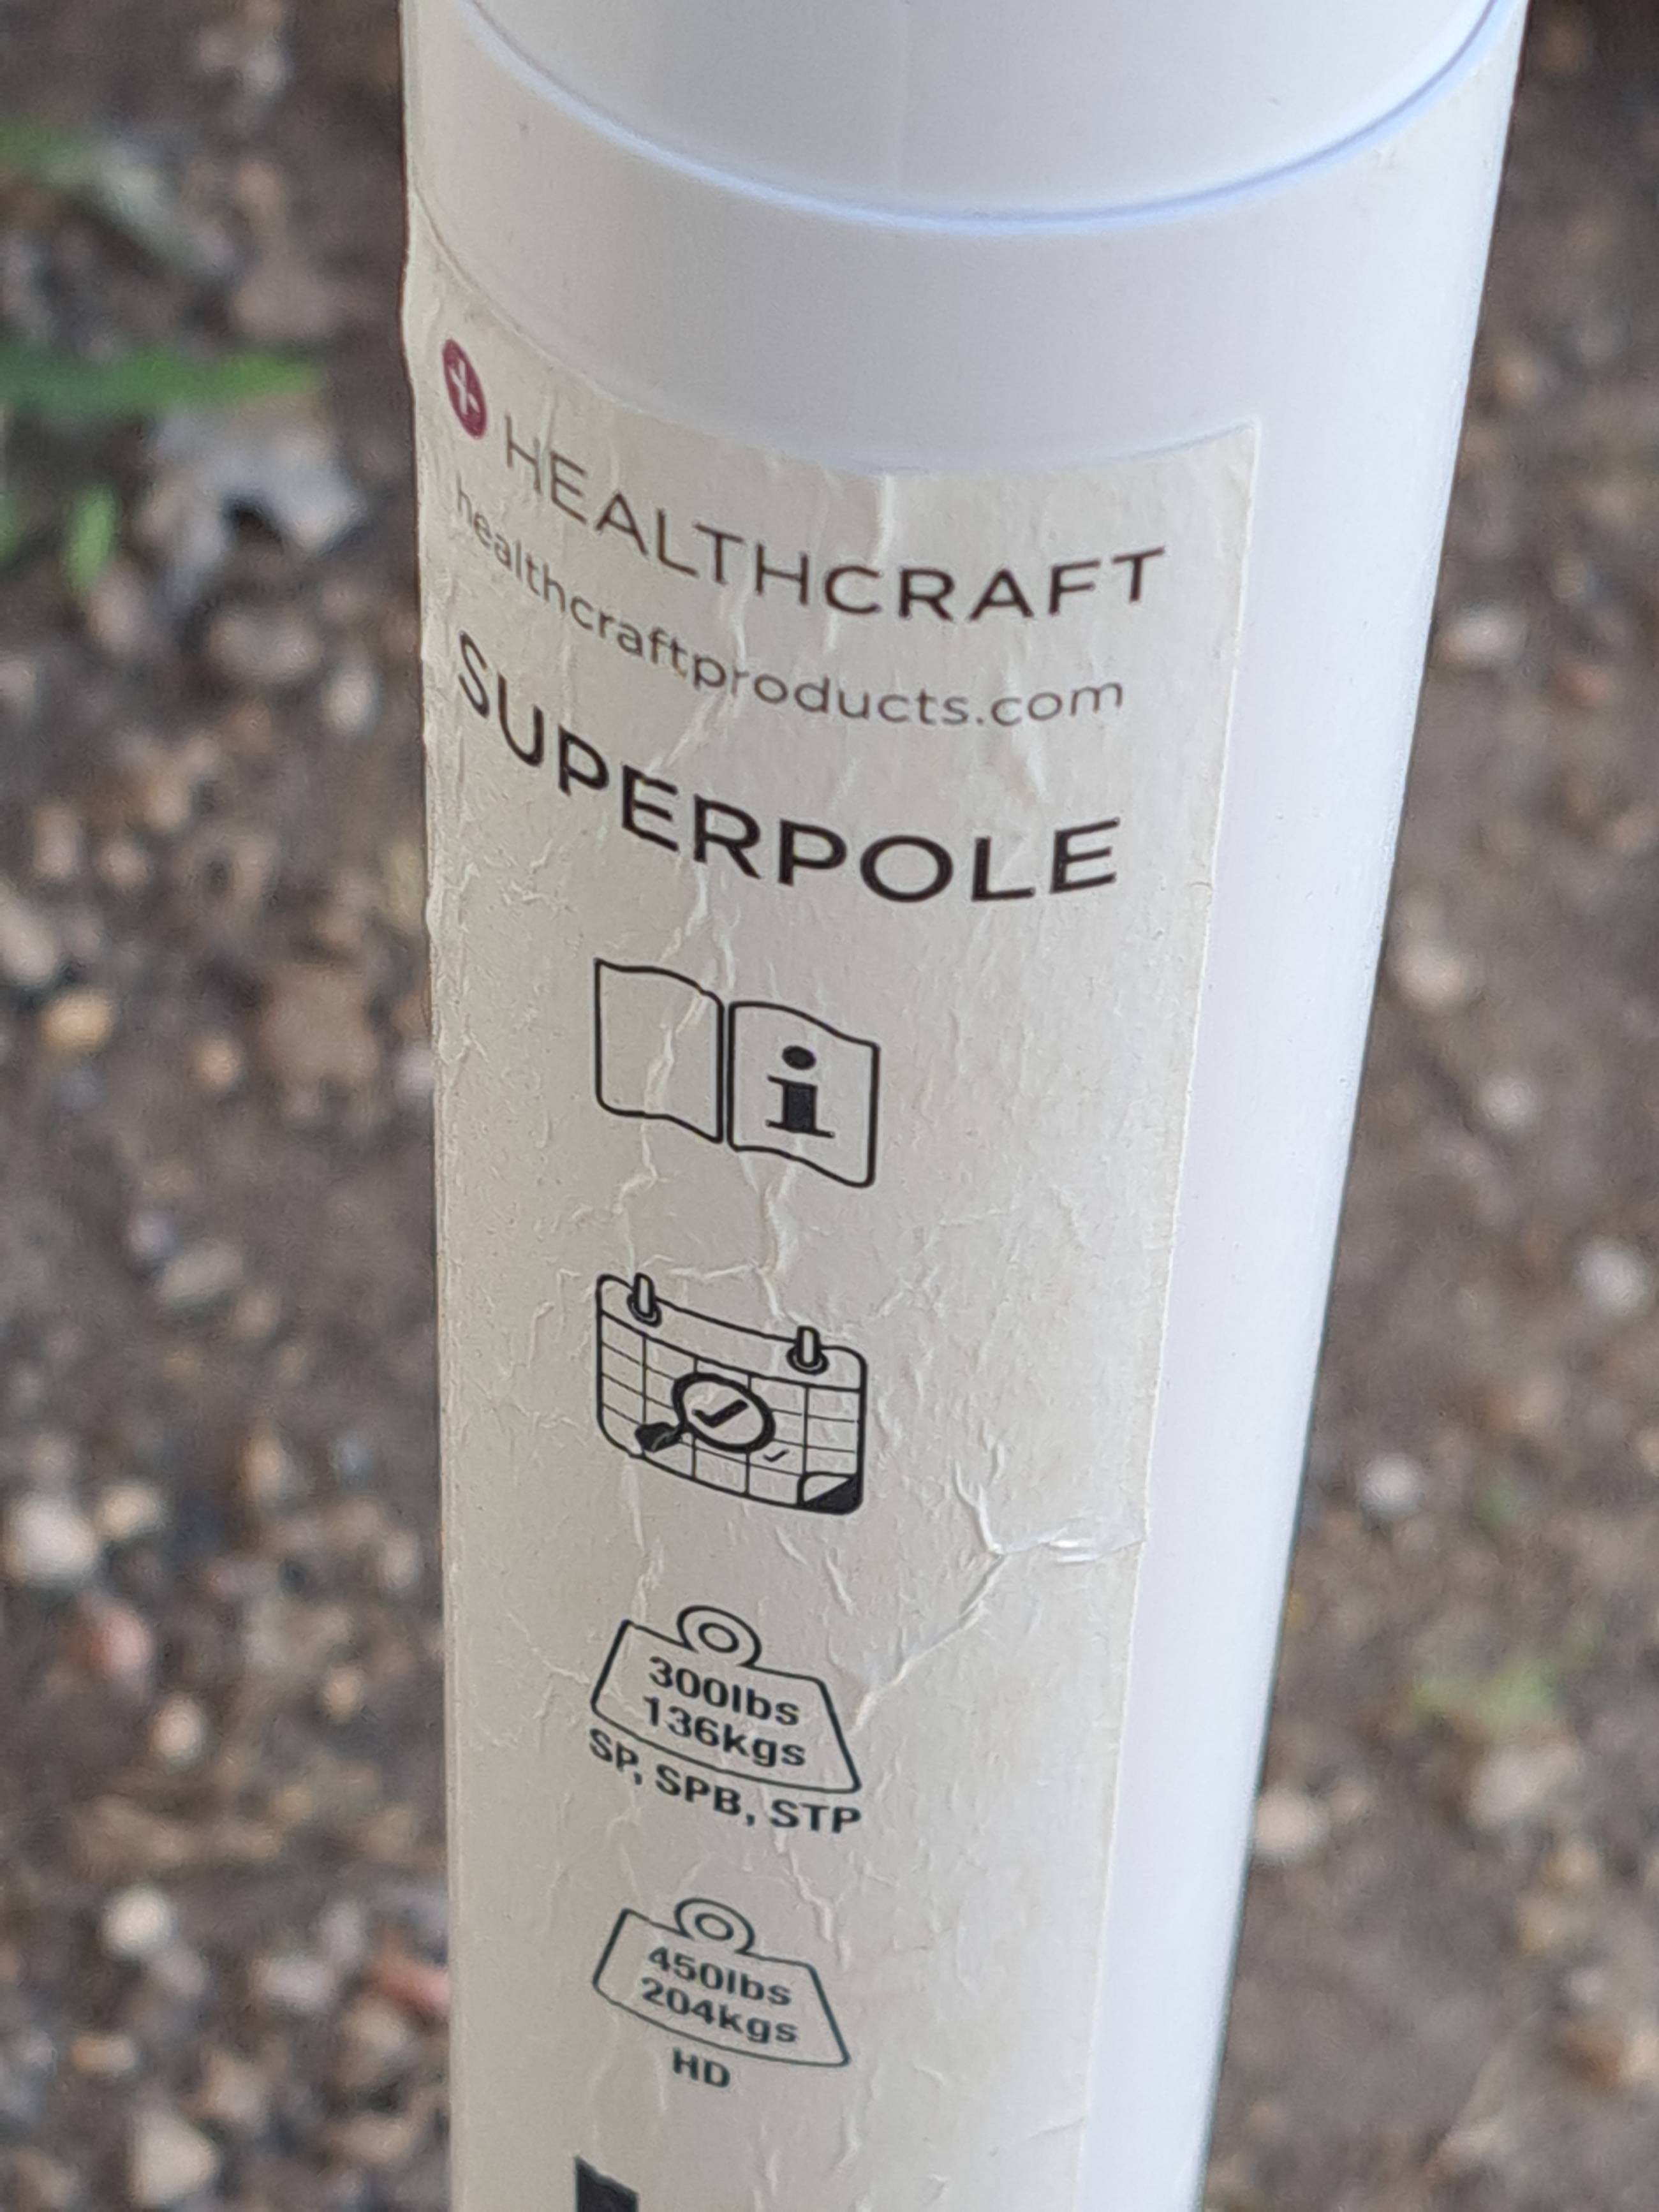 HEALTHCRAFT
healthcraftproducts.com
SUPERPOLE
i
300lbs
136kgs
SP, SPB, STP
450lbs
204kgs
HD